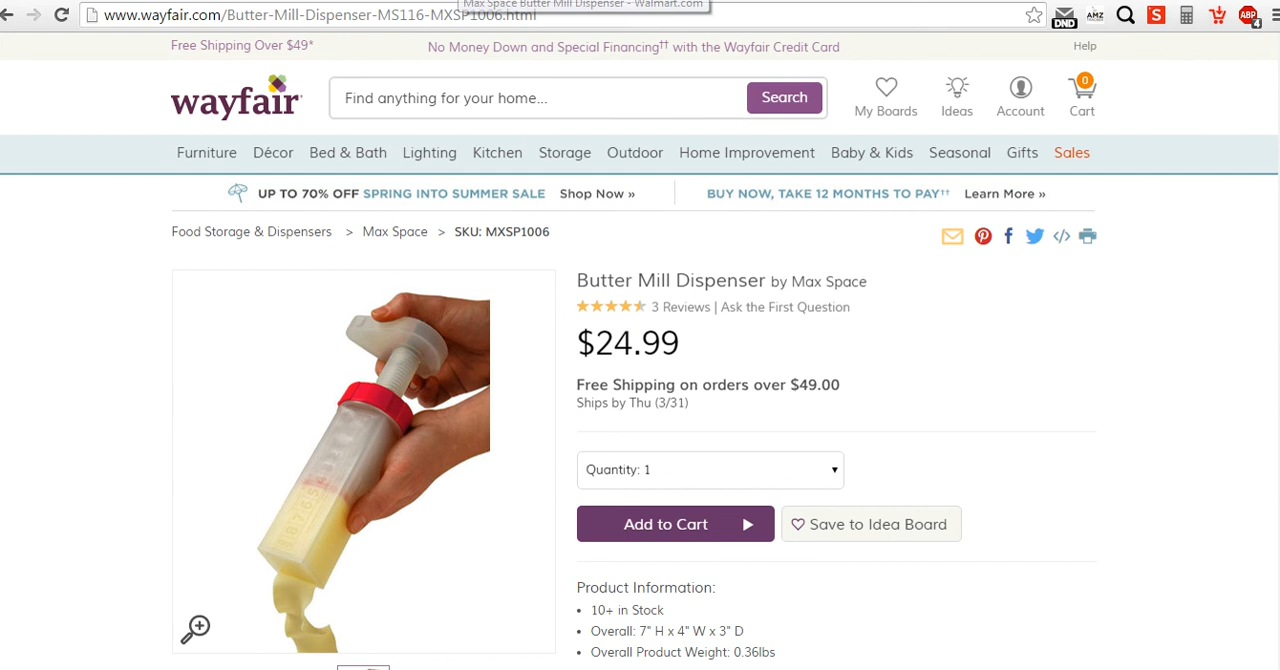 Max Space Butter Mill Dispenser - Walmart.com
www.wayfair.com/Butter-Mill-Dispenser-MS116-MXSP1006.html
DND
AMZ
S
ABP
4
Free Shipping Over $49*
No Money Down and Special Financing†† with the Wayfair Credit Card
Help
wayfair
Find anything for your home...
Search
My Boards
Ideas
Account
0
Cart
Furniture Décor Bed & Bath Lighting Kitchen Storage Outdoor Home Improvement Baby & Kids Seasonal Gifts Sales
UP TO 70% OFF SPRING INTO SUMMER SALE Shop Now »
BUY NOW, TAKE 12 MONTHS TO PAY†† Learn More »
Food Storage & Dispensers > Max Space > SKU: MXSP1006
Butter Mill Dispenser by Max Space
3 Reviews | Ask the First Question
$24.99
Free Shipping on orders over $49.00
Ships by Thu (3/31)
Quantity: 1
Add to Cart
Save to Idea Board
Product Information:
• 10+ in Stock
• Overall: 7" H x 4" W x 3" D
• Overall Product Weight: 0.36lbs